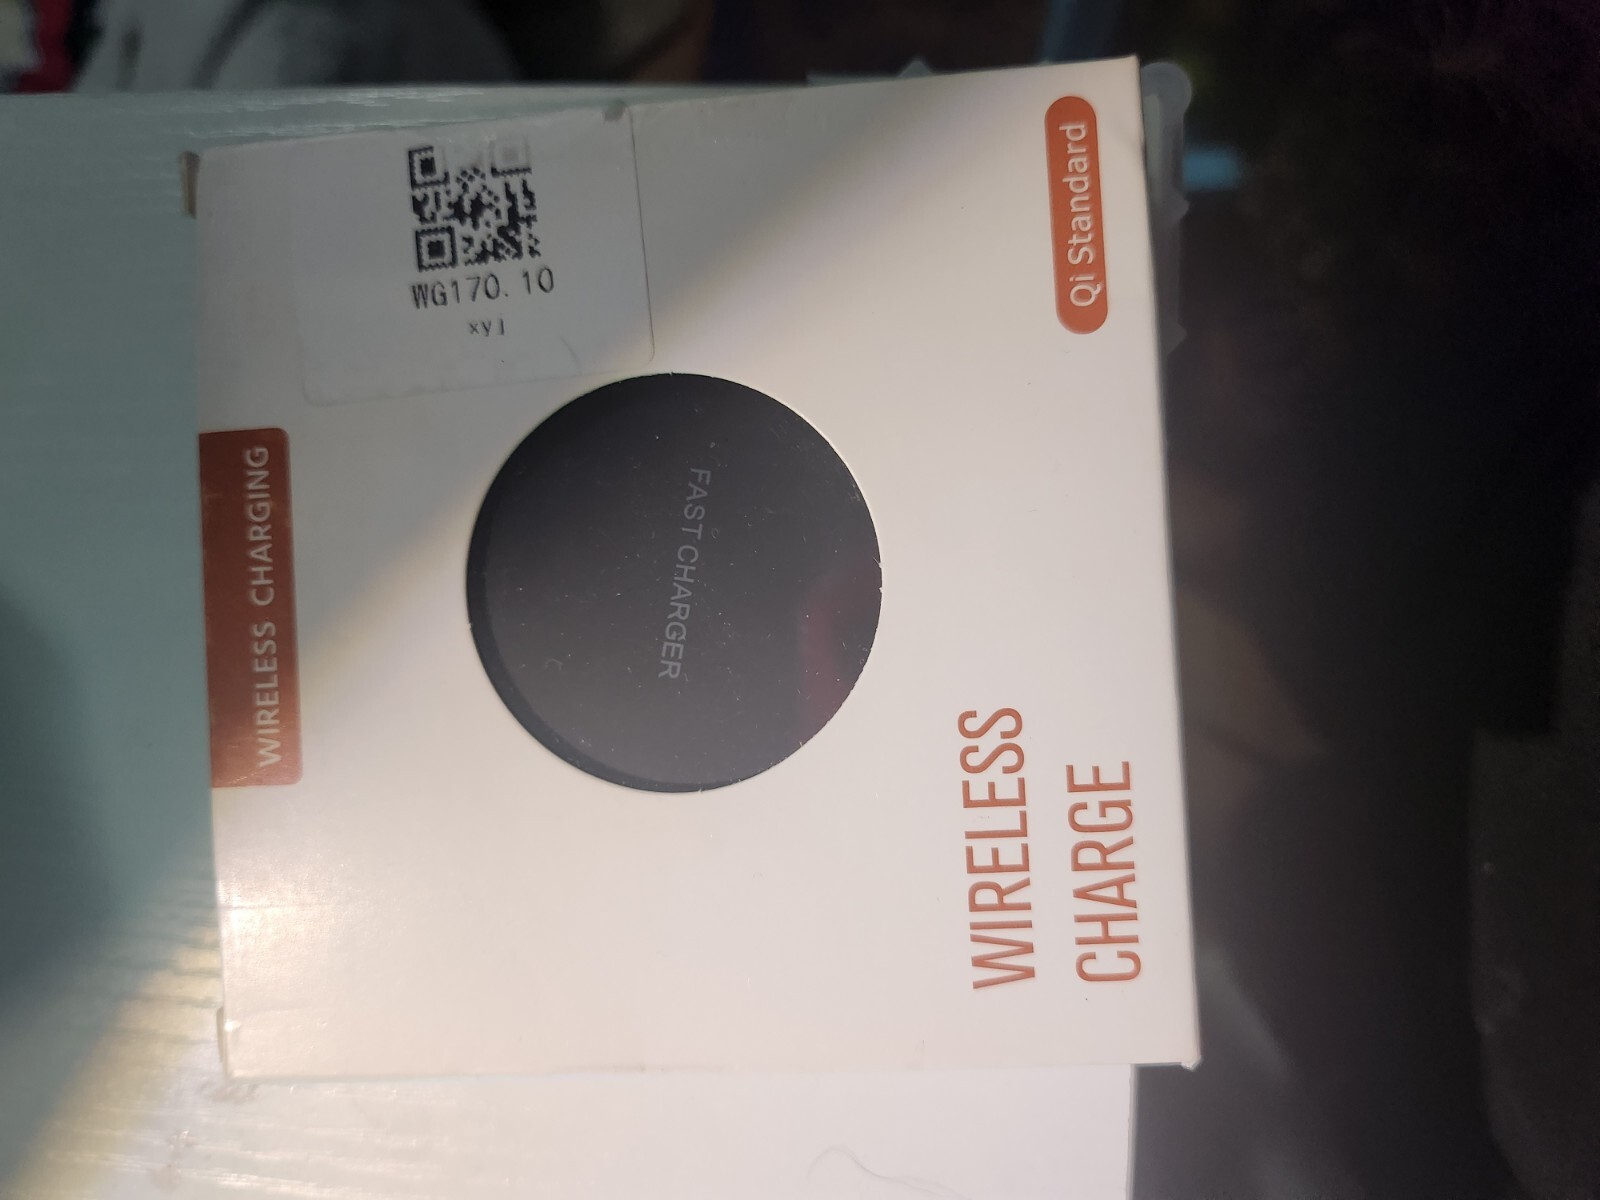 WIRELESS CHARGING
WG170.10
xyj
FAST CHARGER
WIRELESS
CHARGE
Qi Standard